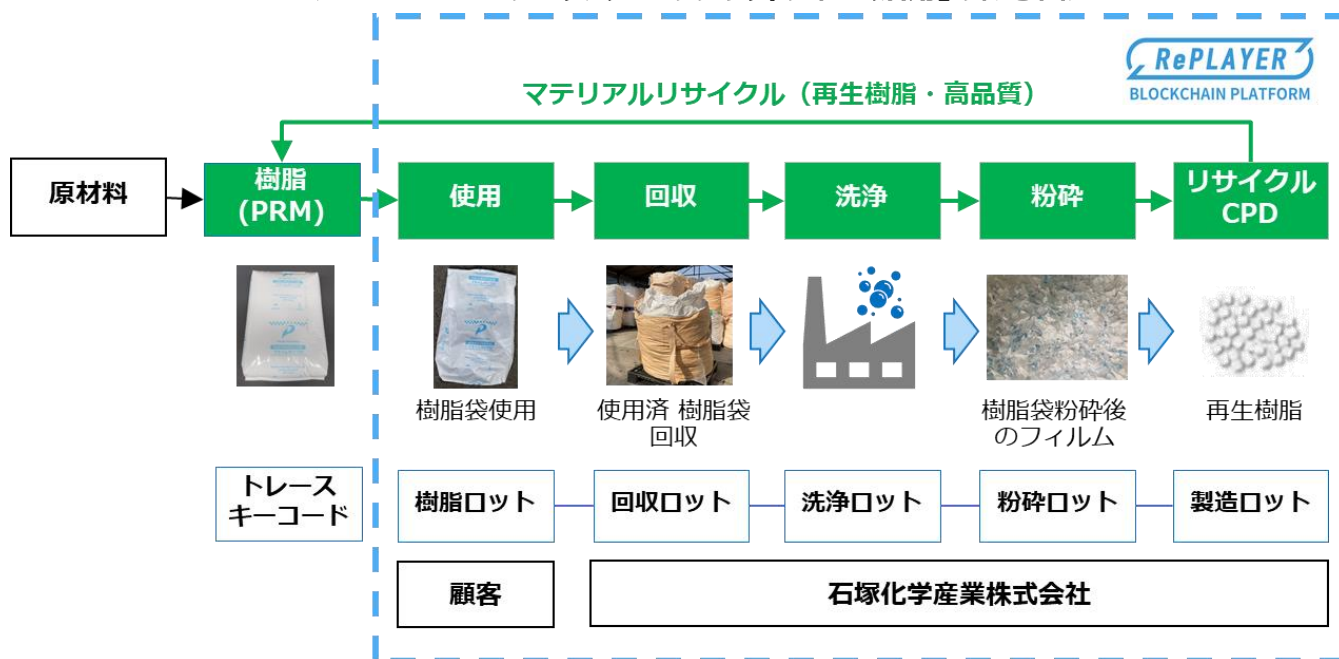 RePLAYER
BLOCKCHAIN PLATFORM
マテリアルリサイクル（再生樹脂・高品質）
原材料
樹脂
(PRM)
使用
回収
洗浄
粉砕
リサイクル
CPD
樹脂袋使用
使用済 樹脂袋
回収
樹脂袋粉砕後
のフィルム
再生樹脂
トレース
キーコード
樹脂ロット
回収ロット
洗浄ロット
粉砕ロット
製造ロット
顧客
石塚化学産業株式会社